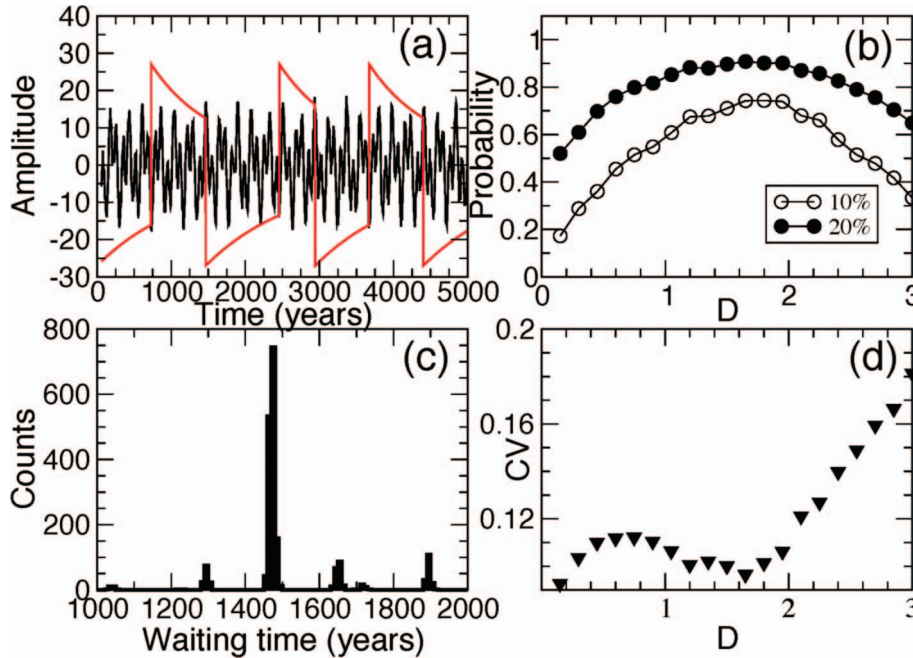 (a)
40
30
20
10
0
-10
-20
-30
Amplitude
0 1000 2000 3000 4000 5000
Time (years)
(b)
1
0.8
0.6
0.4
0.2
0
Probability
10%
20%
0 1 2 3
D
(c)
800
600
400
200
0
Counts
1000 1200 1400 1600 1800 2000
Waiting time (years)
(d)
0.2
0.16
0.12
CV
1 2 3
D